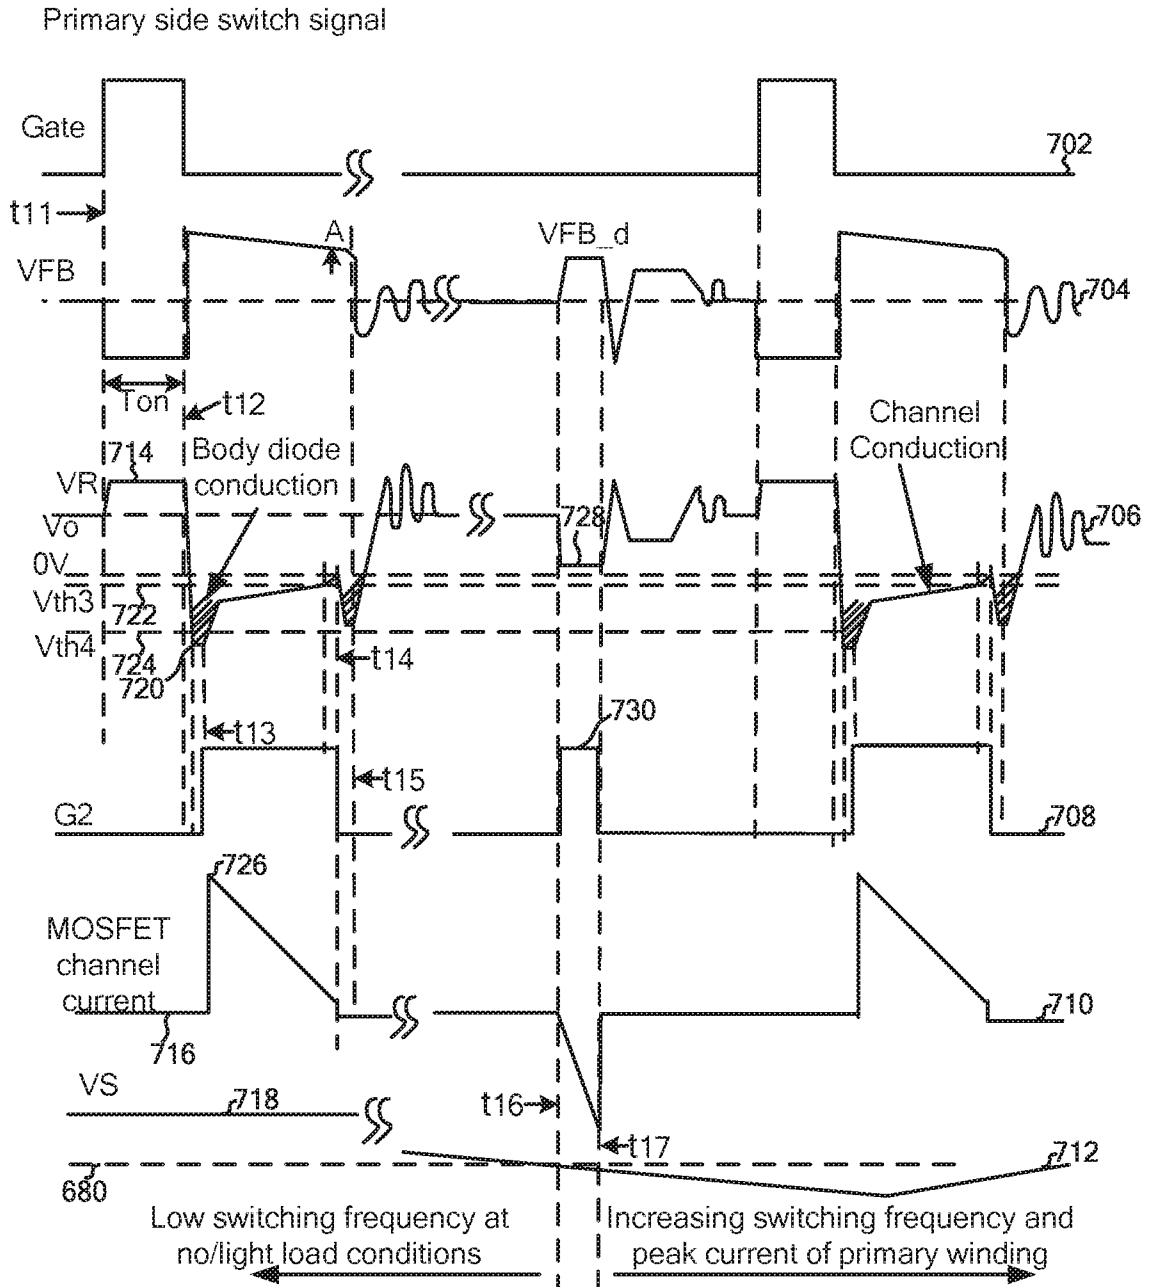 Primary side switch signal
Gate
702
t11
A
VFB_d
VFB
704
Ton
t12
Channel
Conduction
714
Body diode
conduction
VR
Vo
728
706
0V
Vth3
722
Vth4
724
720
t14
t13
730
t15
G2
708
726
MOSFET
channel
current
710
716
VS
718
t16
t17
712
680
Low switching frequency at
no/light load conditions
Increasing switching frequency and
peak current of primary winding